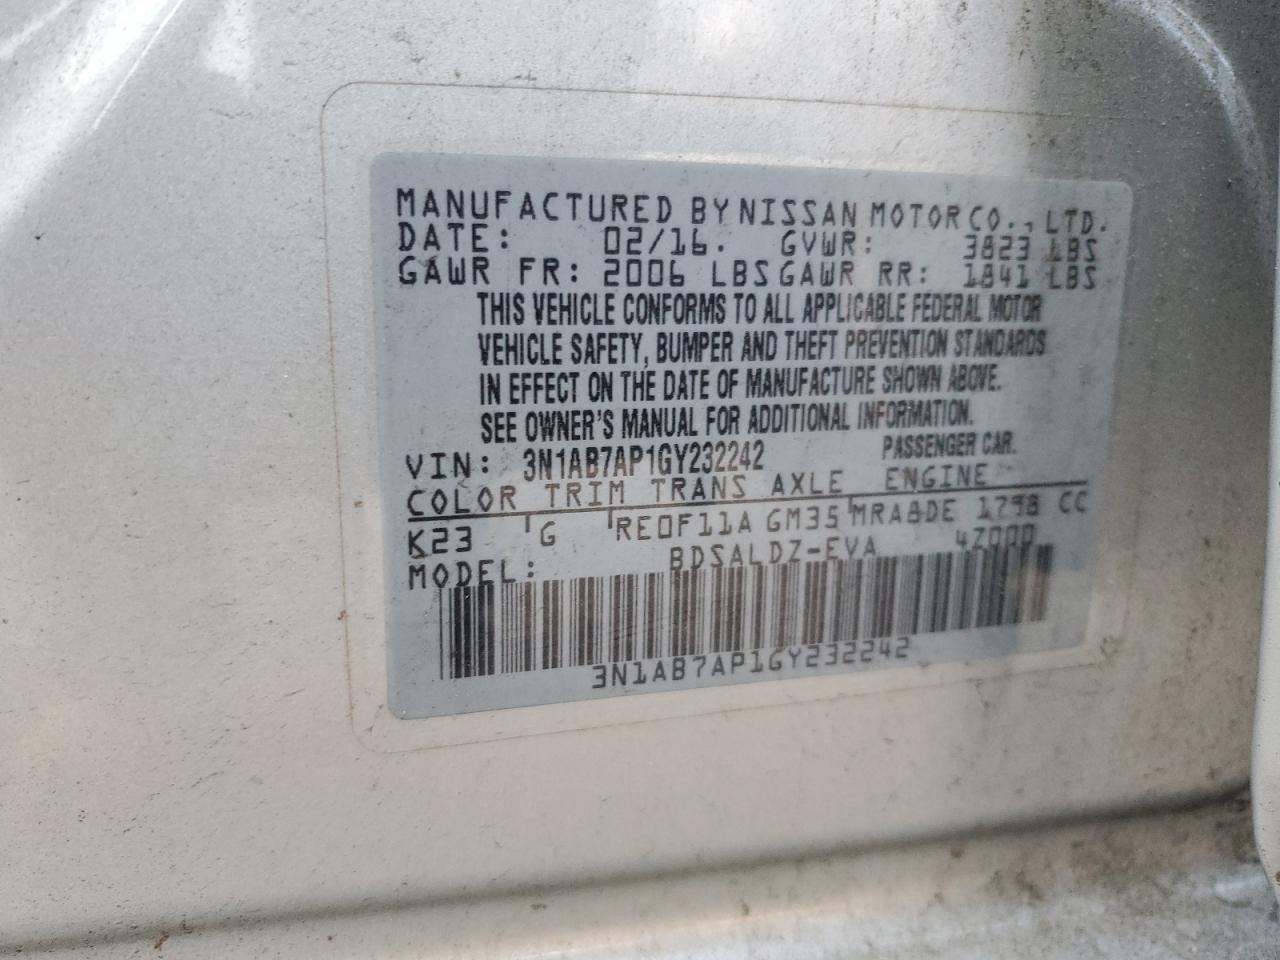 MANUFACTURED BY NISSAN MOTOR CO., LTD.
DATE: 02/16. GVWR: 3823 LBS
GAWR FR: 2006 LBS GAWR RR: 1841 LBS
THIS VEHICLE CONFORMS TO ALL APPLICABLE FEDERAL MOTOR
VEHICLE SAFETY, BUMPER AND THEFT PREVENTION STANDARDS
IN EFFECT ON THE DATE OF MANUFACTURE SHOWN ABOVE.
SEE OWNER'S MANUAL FOR ADDITIONAL INFORMATION.
VIN: 3N1AB7AP1GY232242 PASSENGER CAR.
COLOR TRIM TRANS AXLE ENGINE
K23 G RE0F11A GM35 MRA8DE 1798 CC
MODEL: BDSALDZ-EVA 4Z000
3N1AB7AP1GY232242